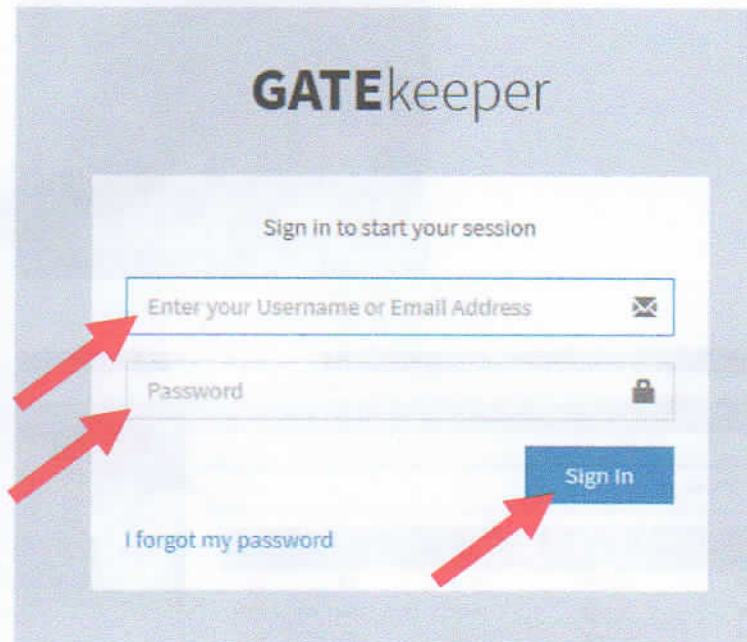 GATEkeeper
Sign in to start your session
Enter your Username or Email Address
Password
Sign In
I forgot my password